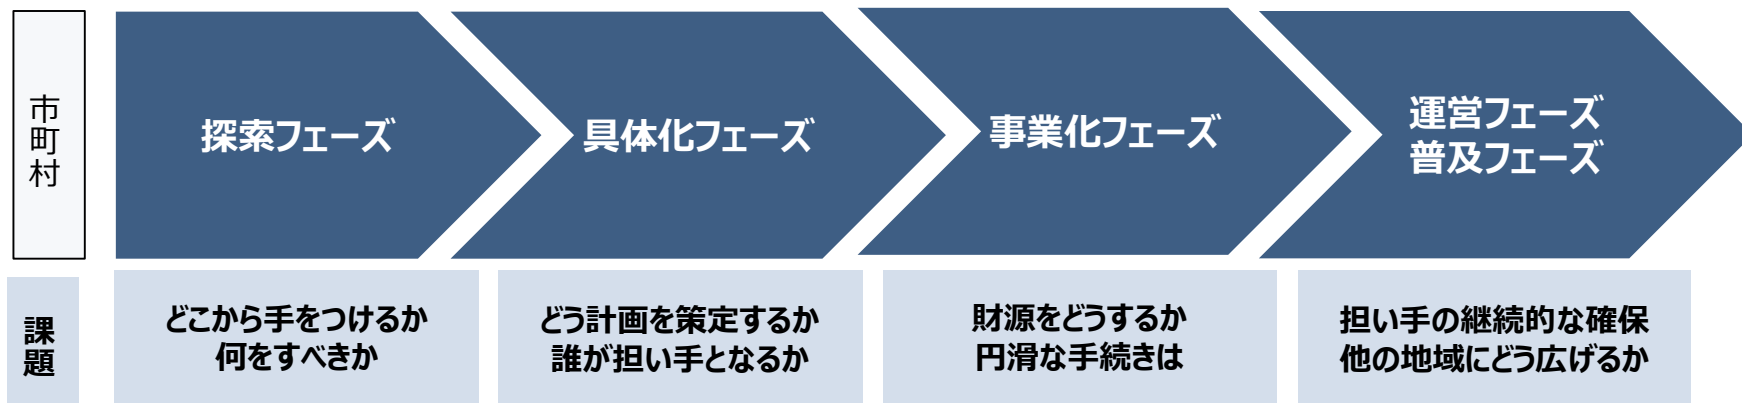 市町村
探索フェーズ
具体化フェーズ
事業化フェーズ
運営フェーズ
普及フェーズ
課題
どこから手をつけるか
何をすべきか
どう計画を策定するか
誰が担い手となるか
財源をどうするか
円滑な手続きは
担い手の継続的な確保
他の地域にどう広げるか